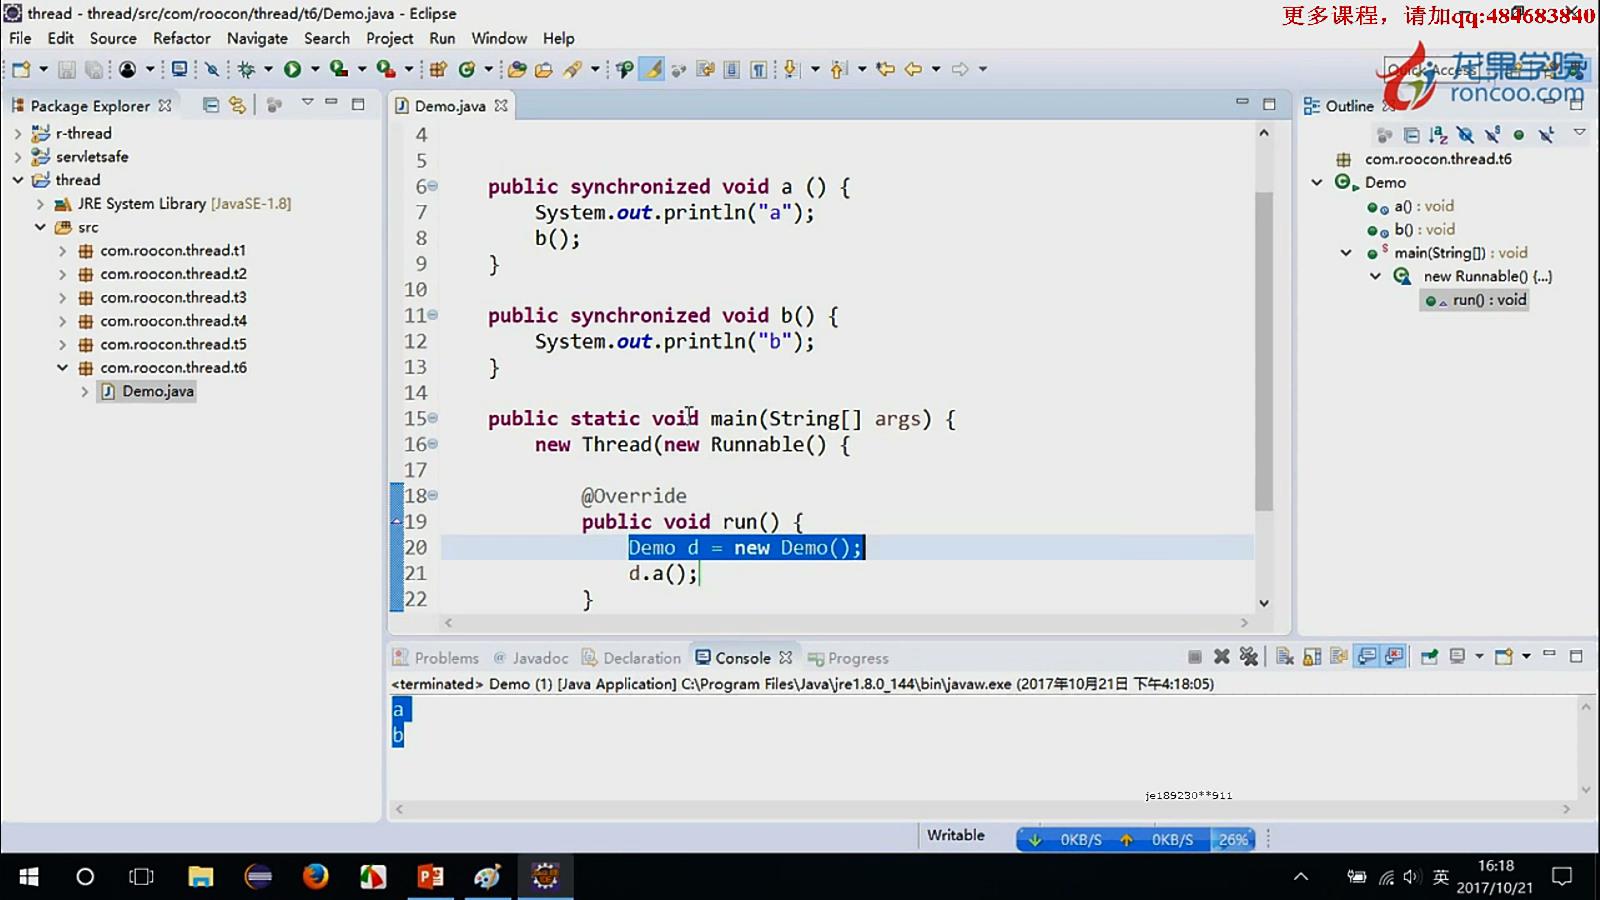 thread - thread/src/com/roocon/thread/t6/Demo.java - Eclipse
更多课程，请加qq:484683840
File Edit Source Refactor Navigate Search Project Run Window Help
龙果学院
roncoo.com
Quick Access
Package Explorer
Demo.java
Outline
r-thread
servletsafe
thread
JRE System Library [JavaSE-1.8]
src
com.roocon.thread.t1
com.roocon.thread.t2
com.roocon.thread.t3
com.roocon.thread.t4
com.roocon.thread.t5
com.roocon.thread.t6
Demo.java
4
5
6 public synchronized void a () {
7 System.out.println("a");
8 b();
9 }
10
11 public synchronized void b() {
12 System.out.println("b");
13 }
14
15 public static void main(String[] args) {
16 new Thread(new Runnable() {
17
18 @Override
19 public void run() {
20 Demo d = new Demo();
21 d.a();
22 }
com.roocon.thread.t6
Demo
a() : void
b() : void
main(String[]) : void
new Runnable() {...}
run() : void
Problems @ Javadoc Declaration Console Progress
<terminated> Demo (1) [Java Application] C:\Program Files\Java\jre1.8.0_144\bin\javaw.exe (2017年10月21日 下午4:18:05)
a
b
je189230**911
Writable
0KB/S 0KB/S 26%
英
16:18
2017/10/21